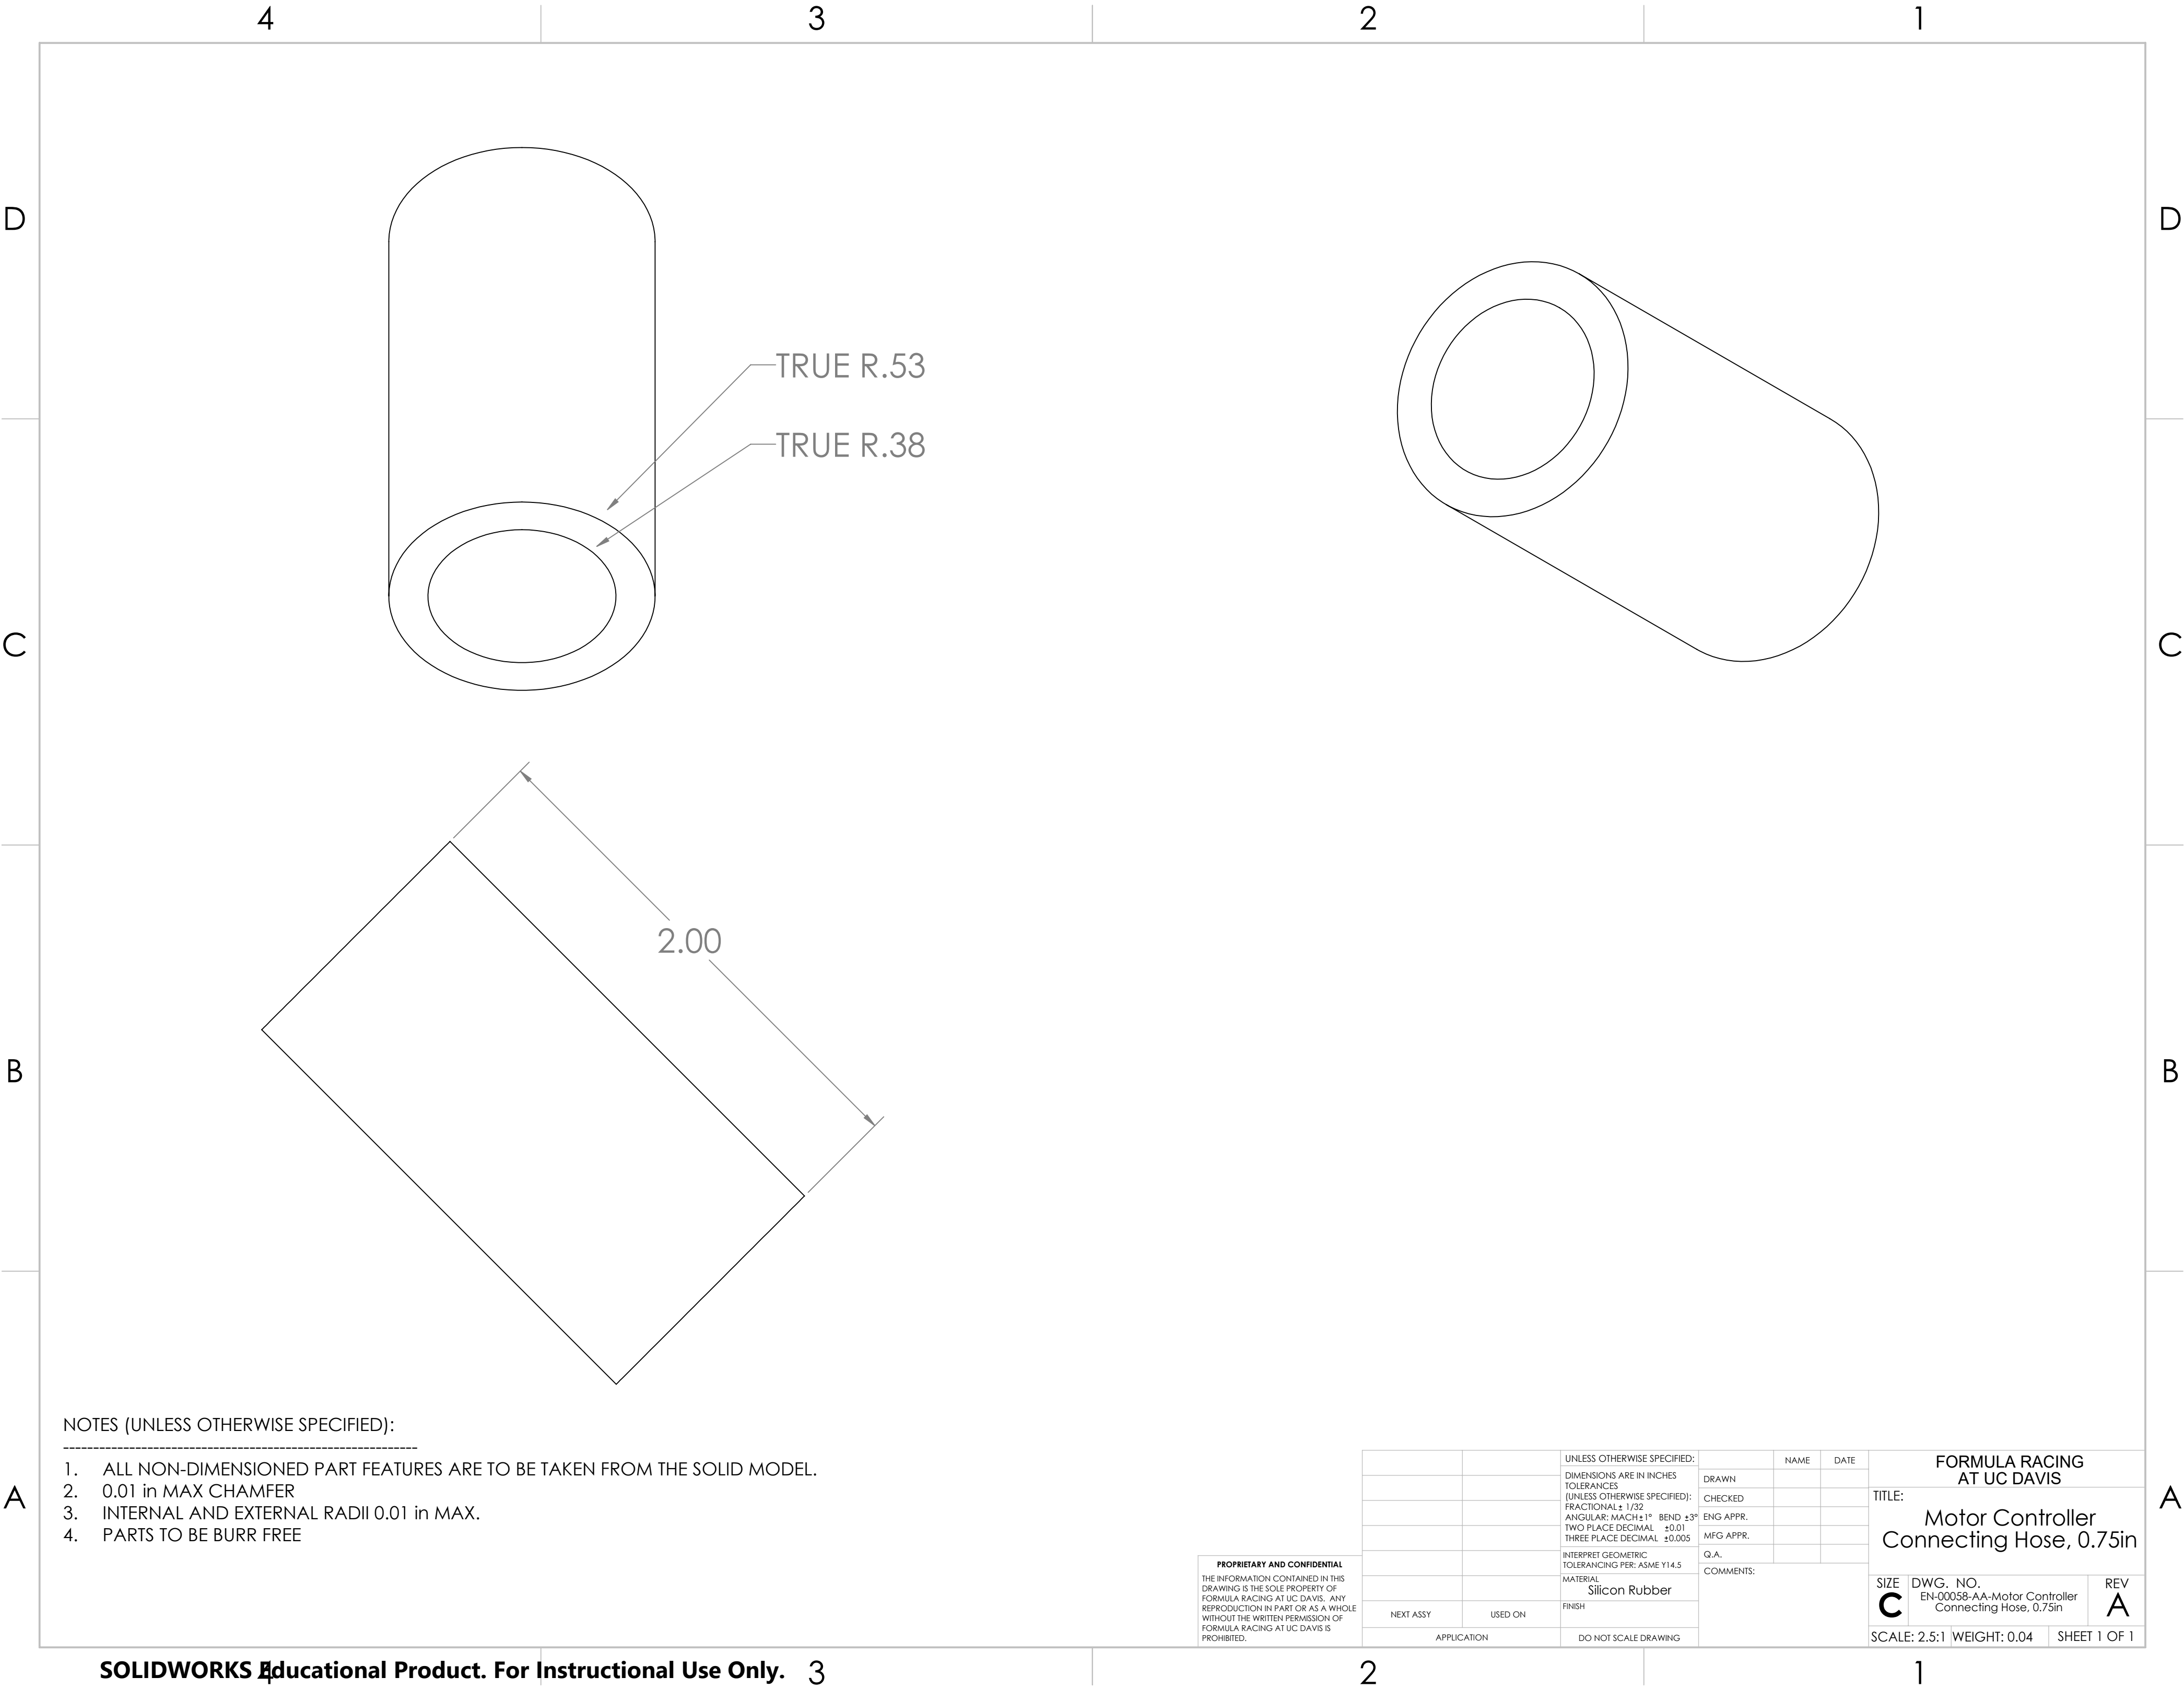 4 3 2 1
D D
TRUE R.53
TRUE R.38
C C
2.00
B B
NOTES (UNLESS OTHERWISE SPECIFIED):
-----------------------------------------------------------
1. ALL NON-DIMENSIONED PART FEATURES ARE TO BE TAKEN FROM THE SOLID MODEL.
2. 0.01 in MAX CHAMFER
3. INTERNAL AND EXTERNAL RADII 0.01 in MAX.
4. PARTS TO BE BURR FREE
A A
PROPRIETARY AND CONFIDENTIAL
THE INFORMATION CONTAINED IN THIS
DRAWING IS THE SOLE PROPERTY OF
FORMULA RACING AT UC DAVIS. ANY
REPRODUCTION IN PART OR AS A WHOLE
WITHOUT THE WRITTEN PERMISSION OF
FORMULA RACING AT UC DAVIS IS
PROHIBITED.
NEXT ASSY USED ON
APPLICATION
UNLESS OTHERWISE SPECIFIED:
DIMENSIONS ARE IN INCHES
TOLERANCES
(UNLESS OTHERWISE SPECIFIED):
FRACTIONAL± 1/32
ANGULAR: MACH±1° BEND ±3°
TWO PLACE DECIMAL ±0.01
THREE PLACE DECIMAL ±0.005
INTERPRET GEOMETRIC
TOLERANCING PER: ASME Y14.5
MATERIAL
Silicon Rubber
FINISH
DO NOT SCALE DRAWING
NAME DATE
DRAWN
CHECKED
ENG APPR.
MFG APPR.
Q.A.
COMMENTS:
FORMULA RACING
AT UC DAVIS
TITLE:
Motor Controller
Connecting Hose, 0.75in
SIZE DWG. NO. REV
C EN-00058-AA-Motor Controller
Connecting Hose, 0.75in A
SCALE: 2.5:1 WEIGHT: 0.04 SHEET 1 OF 1
SOLIDWORKS Educational Product. For Instructional Use Only.
4 3 2 1